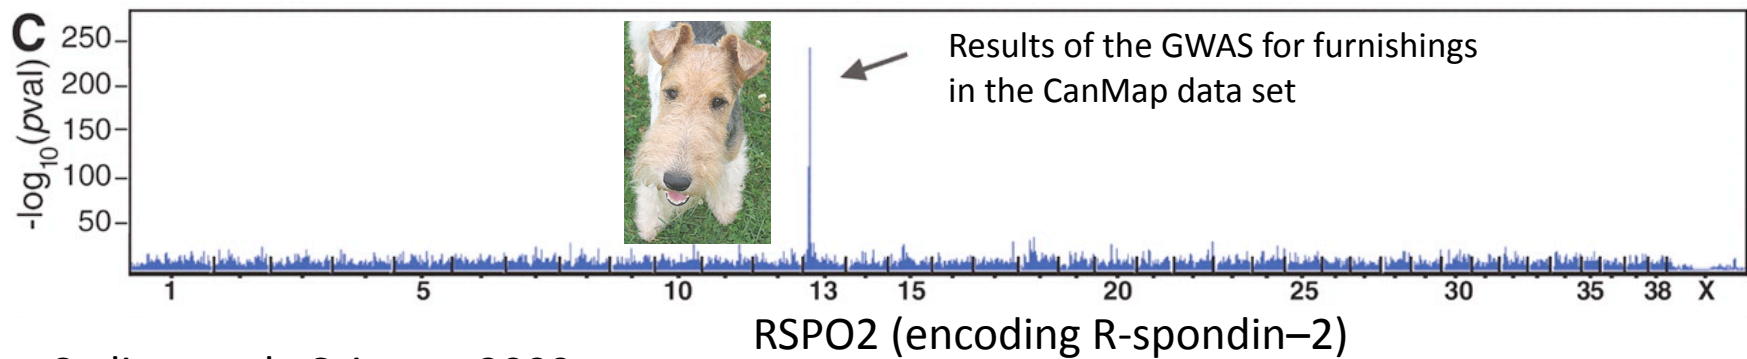 C
-log10(pval)
250
200
150
100
50
Results of the GWAS for furnishings
in the CanMap data set
1 5 10 13 15 20 25 30 35 38 X
RSPO2 (encoding R-spondin–2)